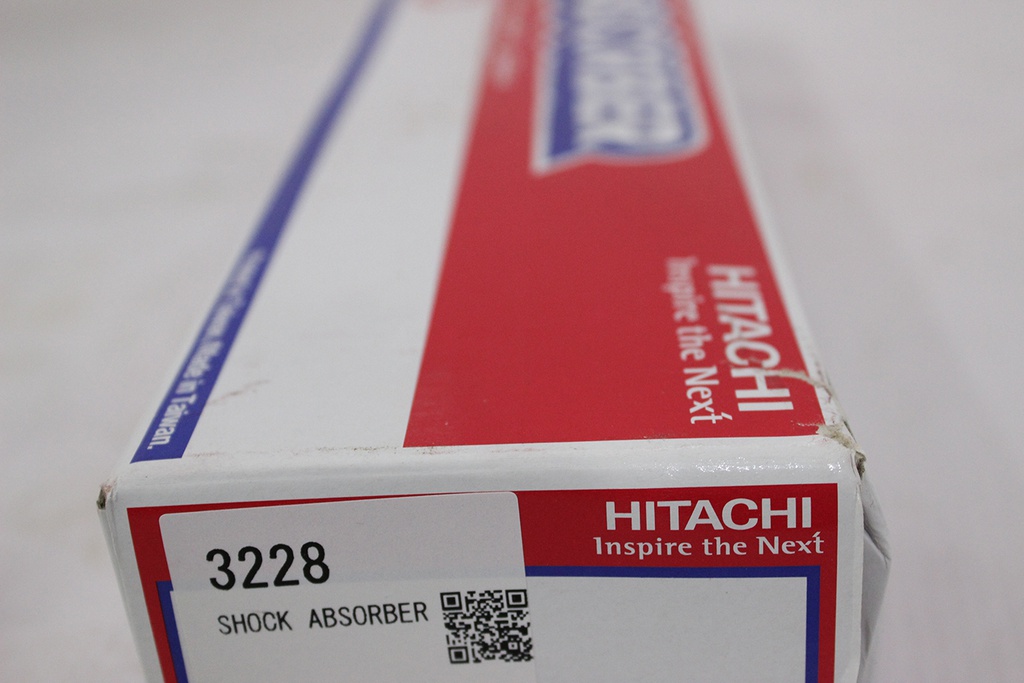 HITACHI
Inspire the Next
Made in Taiwan.
HITACHI
Inspire the Next
3228
SHOCK ABSORBER